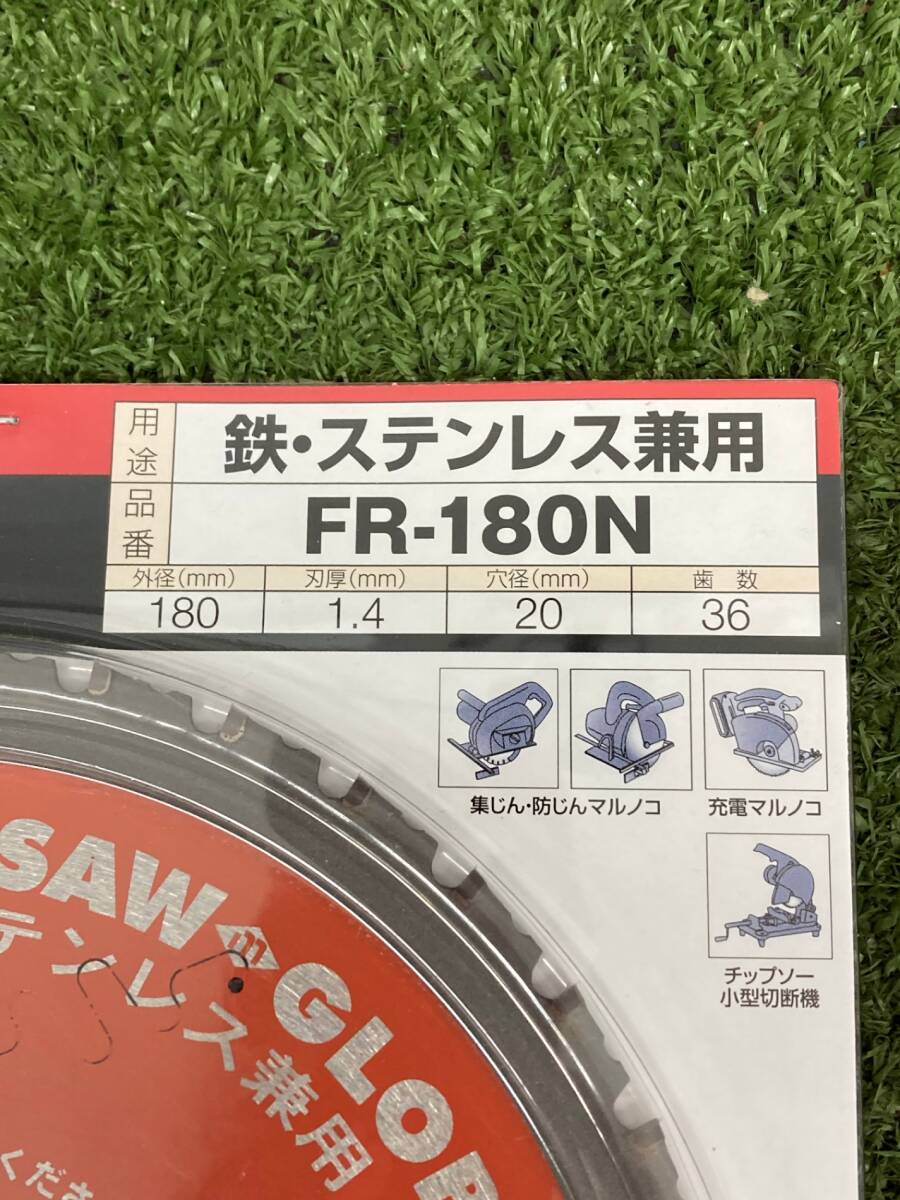 用途
鉄・ステンレス兼用
品番
FR-180N
外径(mm) 刃厚(mm) 穴径(mm) 歯数
180 1.4 20 36
集じん・防じんマルノコ
充電マルノコ
チップソー
小型切断機
SAW GLOB
テンレス兼用
くださ